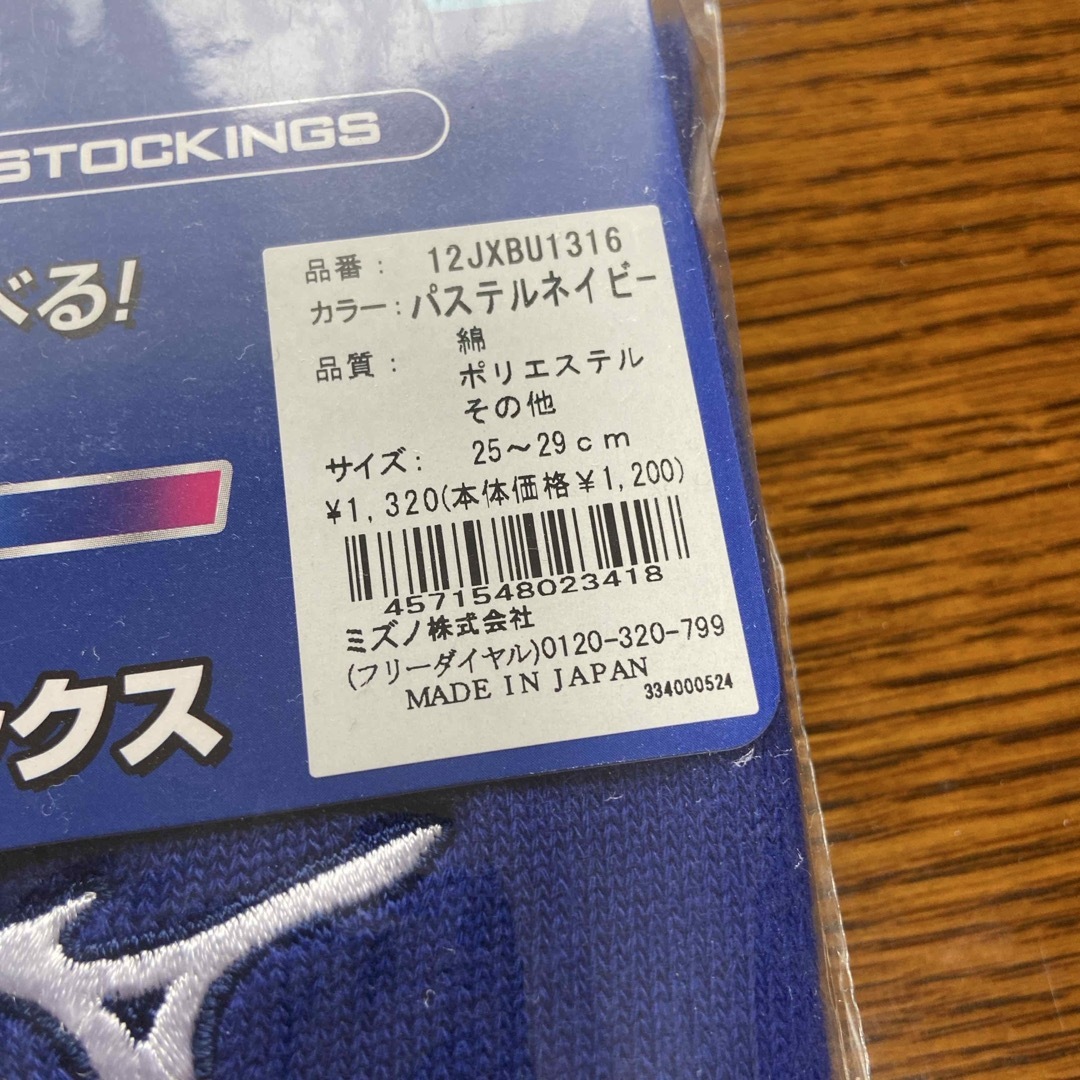 STOCKINGS
べる!
品番: 12JXBU1316
カラー:パステルネイビー
品質: 綿
ポリエステル
その他
サイズ: 25～29cm
¥1,320(本体価格¥1,200)
4571548023418
ミズノ株式会社
(フリーダイヤル)0120-320-799
MADE IN JAPAN
334000524
ックス